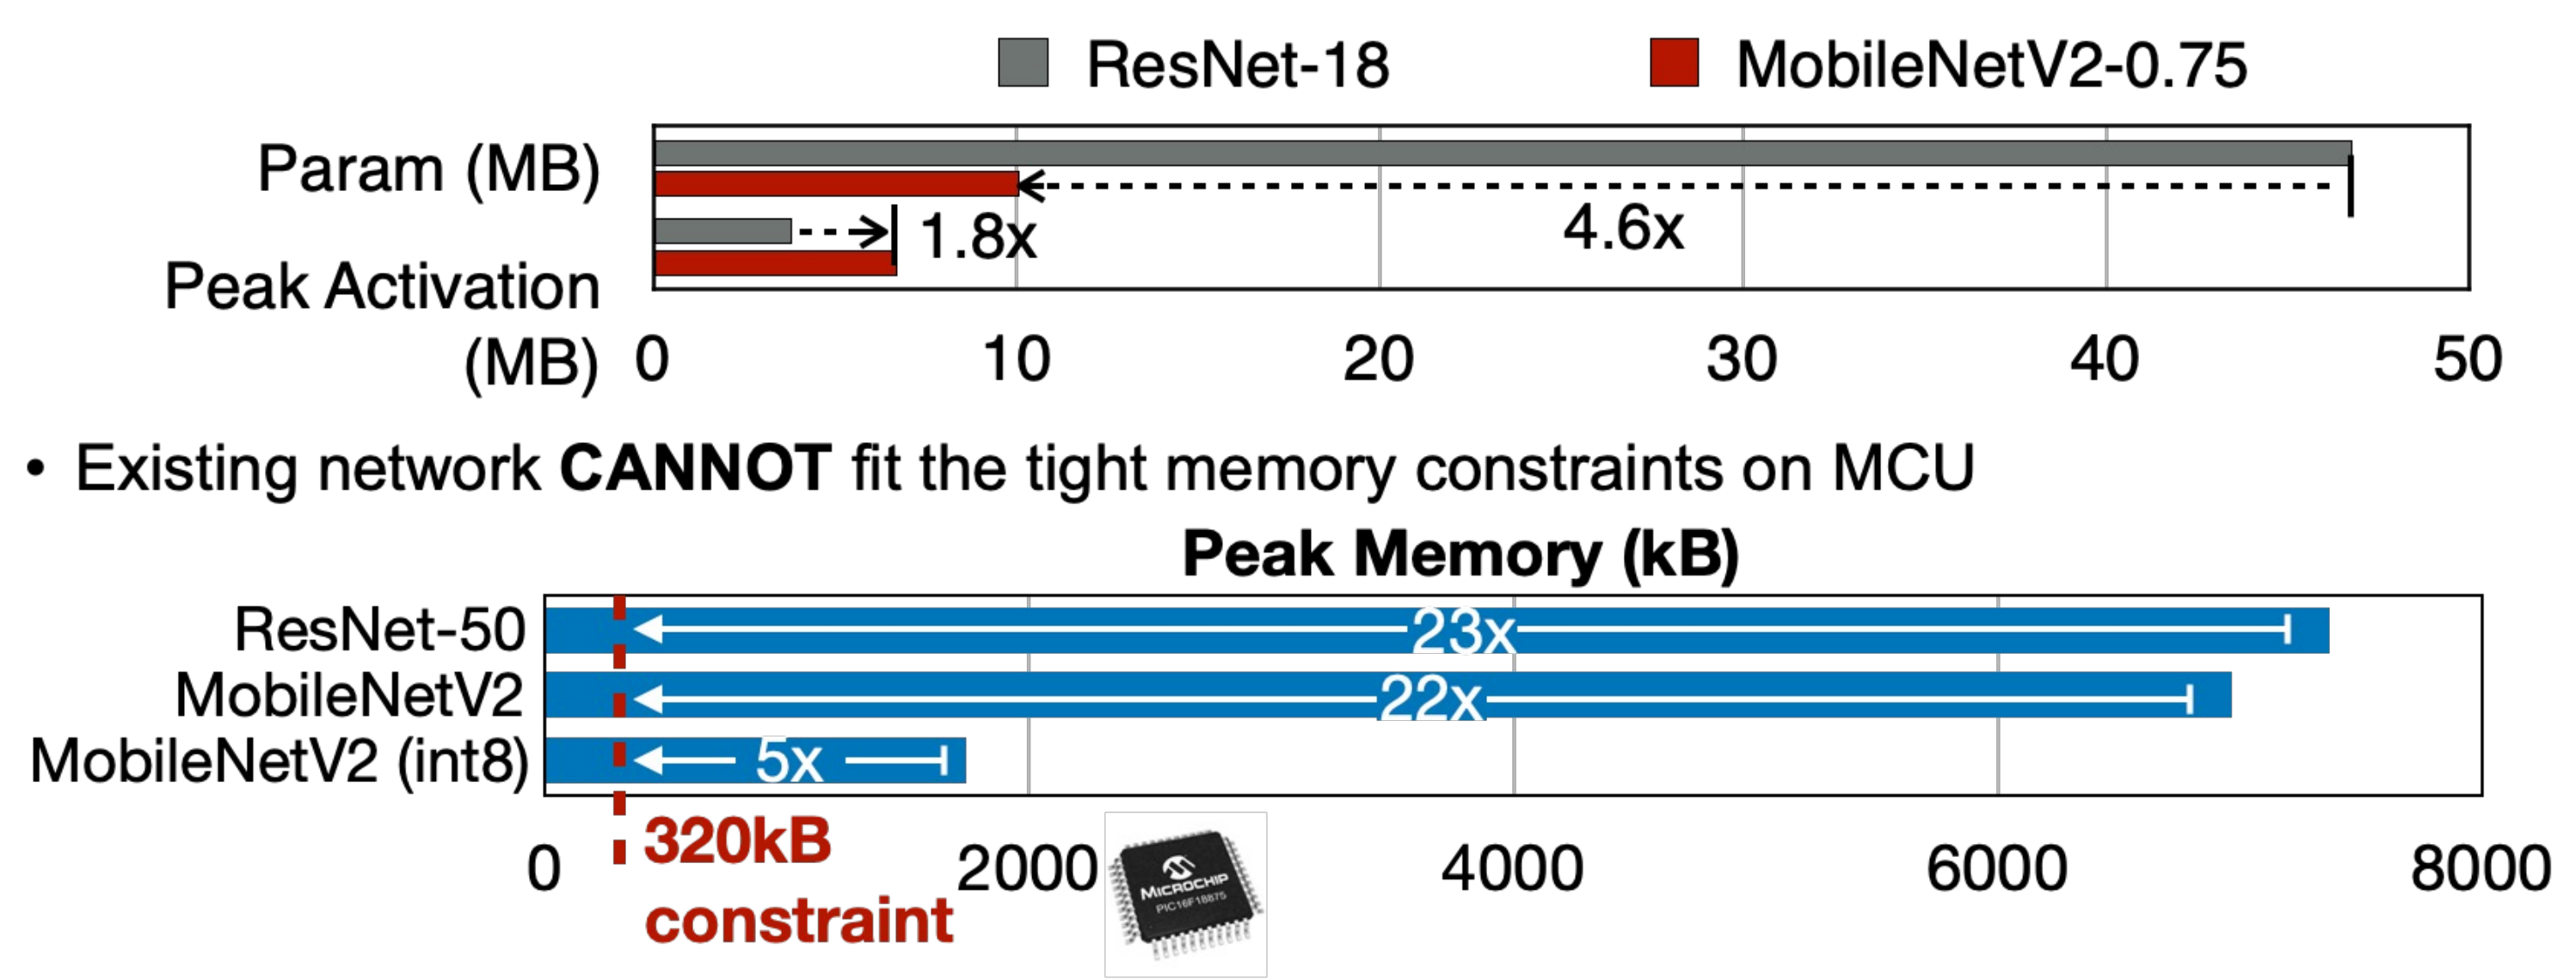 ResNet-18 MobileNetV2-0.75
Param (MB)
4.6x
1.8x
Peak Activation
(MB) 0 10 20 30 40 50
• Existing network CANNOT fit the tight memory constraints on MCU
Peak Memory (kB)
ResNet-50 23x
MobileNetV2 22x
MobileNetV2 (int8) 5x
320kB
constraint
0 2000 4000 6000 8000
MICROCHIP
PIC16F18875